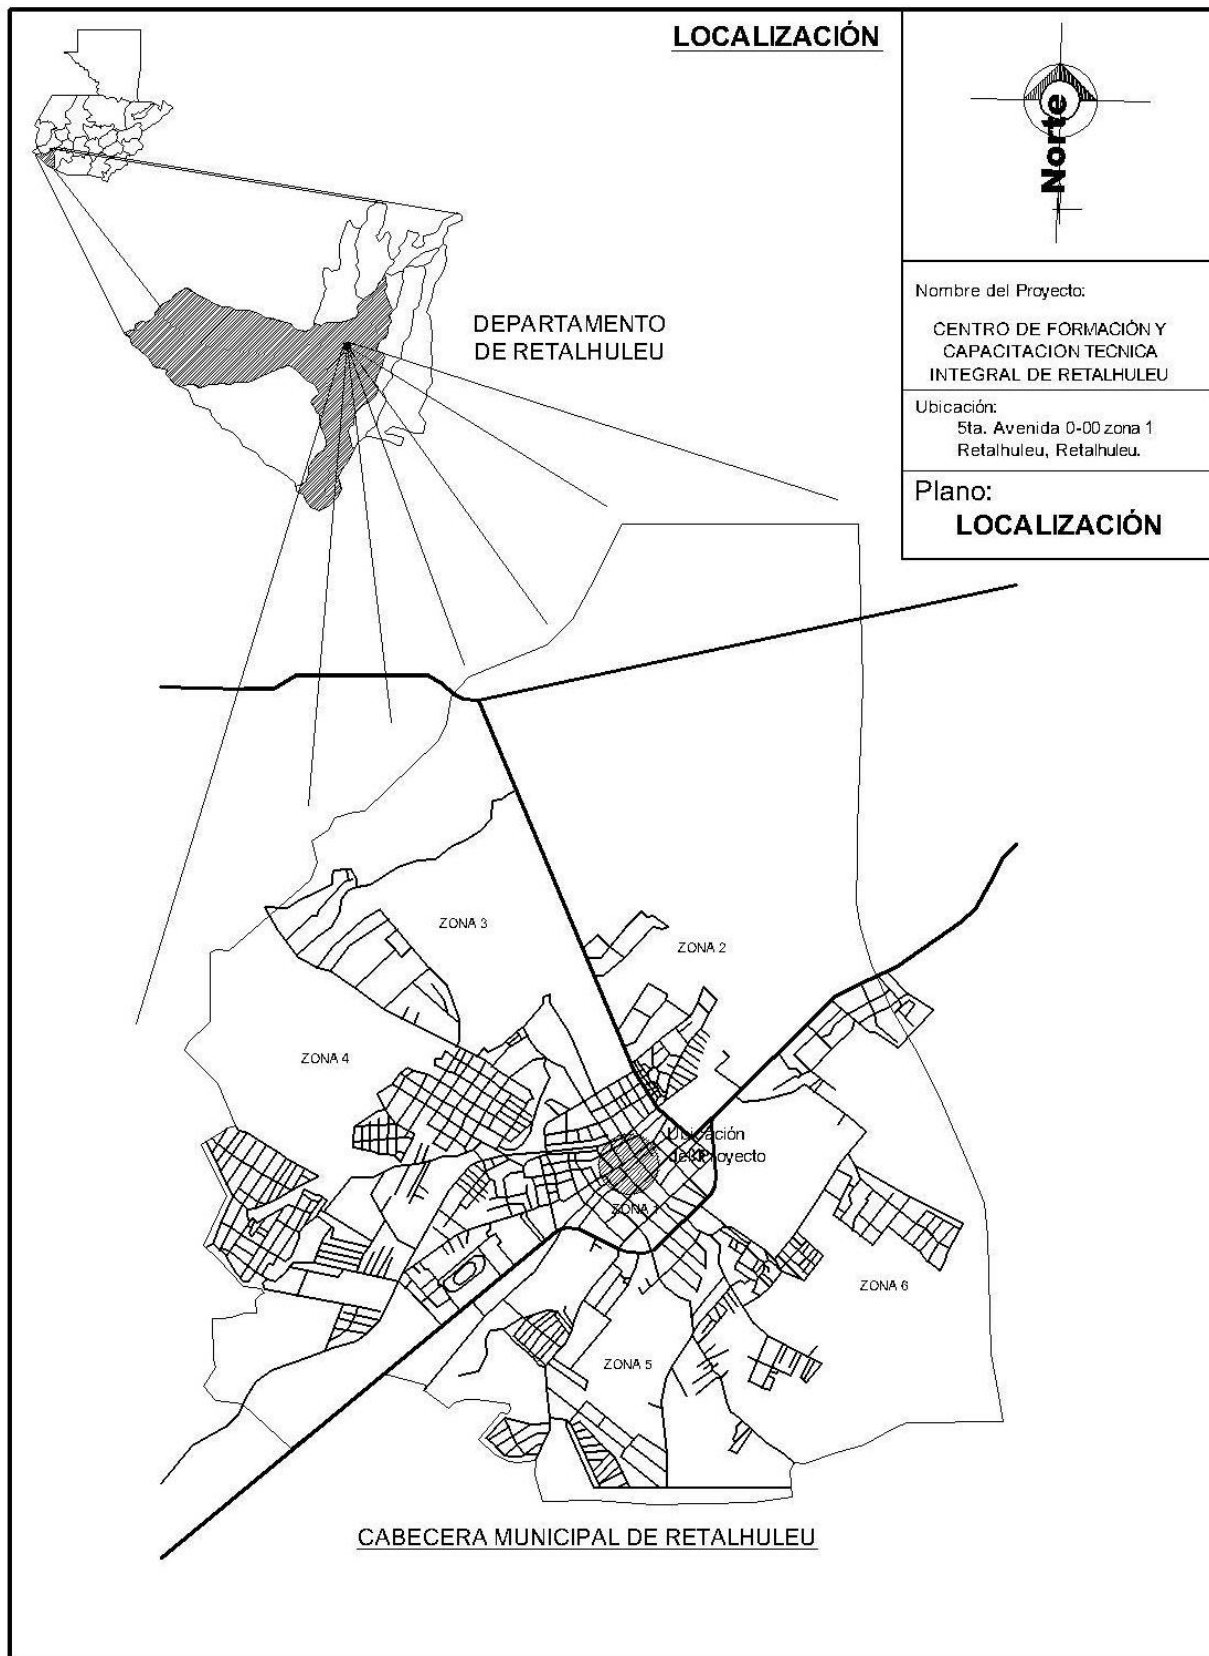 LOCALIZACIÓN
Norte
DEPARTAMENTO
DE RETALHULEU
Nombre del Proyecto:
CENTRO DE FORMACIÓN Y
CAPACITACION TECNICA
INTEGRAL DE RETALHULEU
Ubicación:
5ta. Avenida 0-00 zona 1
Retalhuleu, Retalhuleu.
Plano:
LOCALIZACIÓN
ZONA 3
ZONA 2
ZONA 4
Ubicación
del Proyecto
ZONA 1
ZONA 6
ZONA 5
CABECERA MUNICIPAL DE RETALHULEU